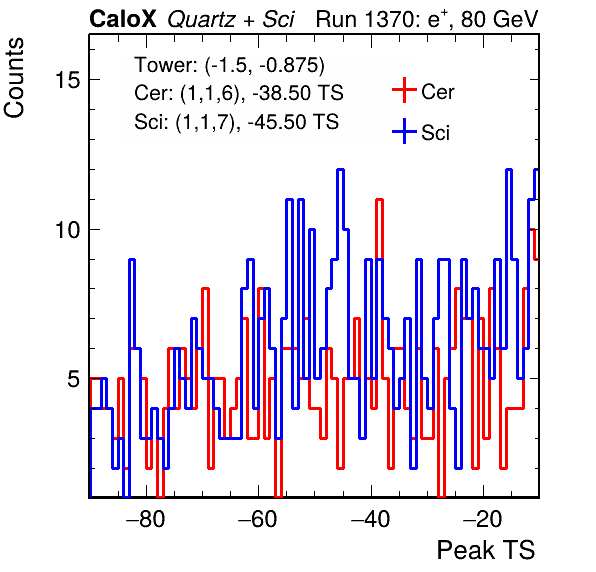 CaloX Quartz + Sci Run 1370: e+, 80 GeV
Tower: (-1.5, -0.875)
Cer: (1,1,6), -38.50 TS
Sci: (1,1,7), -45.50 TS
Cer
Sci
Counts
15
10
5
−80 −60 −40 −20
Peak TS